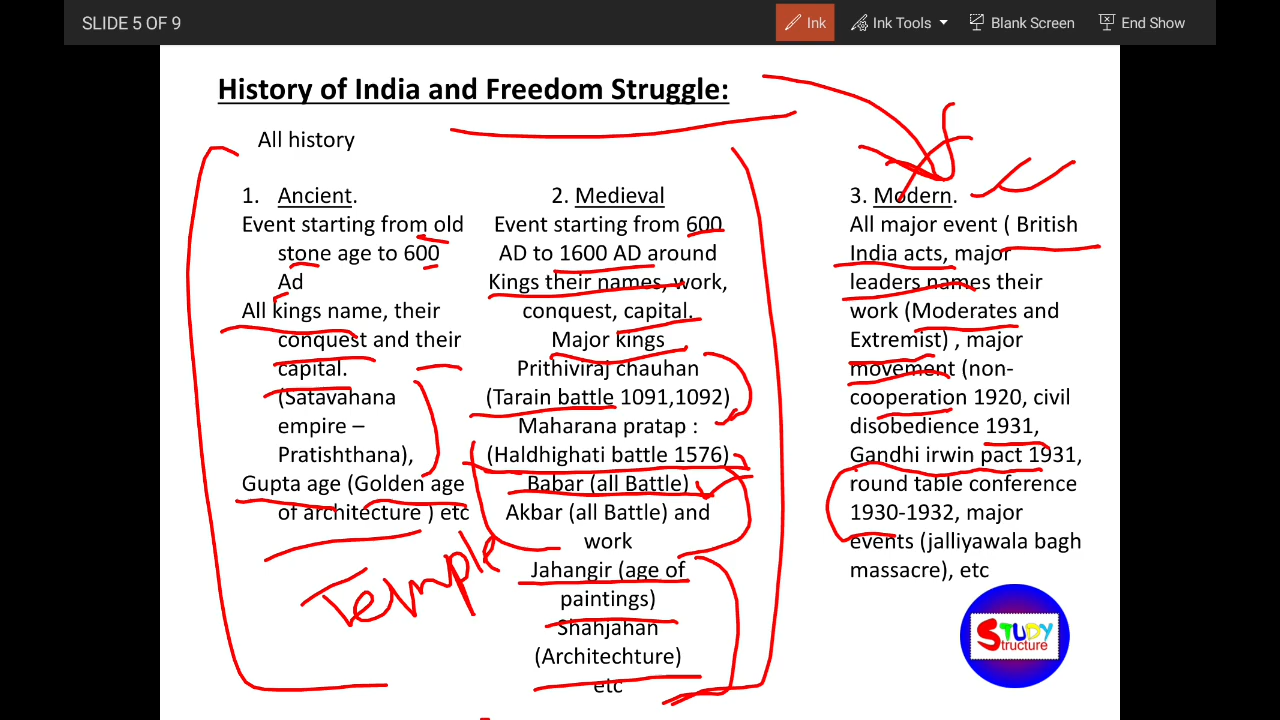 SLIDE 5 OF 9
Ink
Ink Tools
Blank Screen
End Show
History of India and Freedom Struggle:
All history
1. Ancient.
Event starting from old
stone age to 600
Ad
All kings name, their
conquest and their
capital.
(Satavahana
empire –
Pratishthana),
Gupta age (Golden age
of architecture ) etc
Temple
2. Medieval
Event starting from 600
AD to 1600 AD around
Kings their names, work,
conquest, capital.
Major kings
Prithiviraj chauhan
(Tarain battle 1091,1092)
Maharana pratap :
(Haldhighati battle 1576)
Babar (all Battle)
Akbar (all Battle) and
work
Jahangir (age of
paintings)
Shahjahan
(Architechture)
etc
3. Modern.
All major event ( British
India acts, major
leaders names their
work (Moderates and
Extremist) , major
movement (non-
cooperation 1920, civil
disobedience 1931,
Gandhi irwin pact 1931,
round table conference
1930-1932, major
events (jalliyawala bagh
massacre), etc
STUDY
Structure